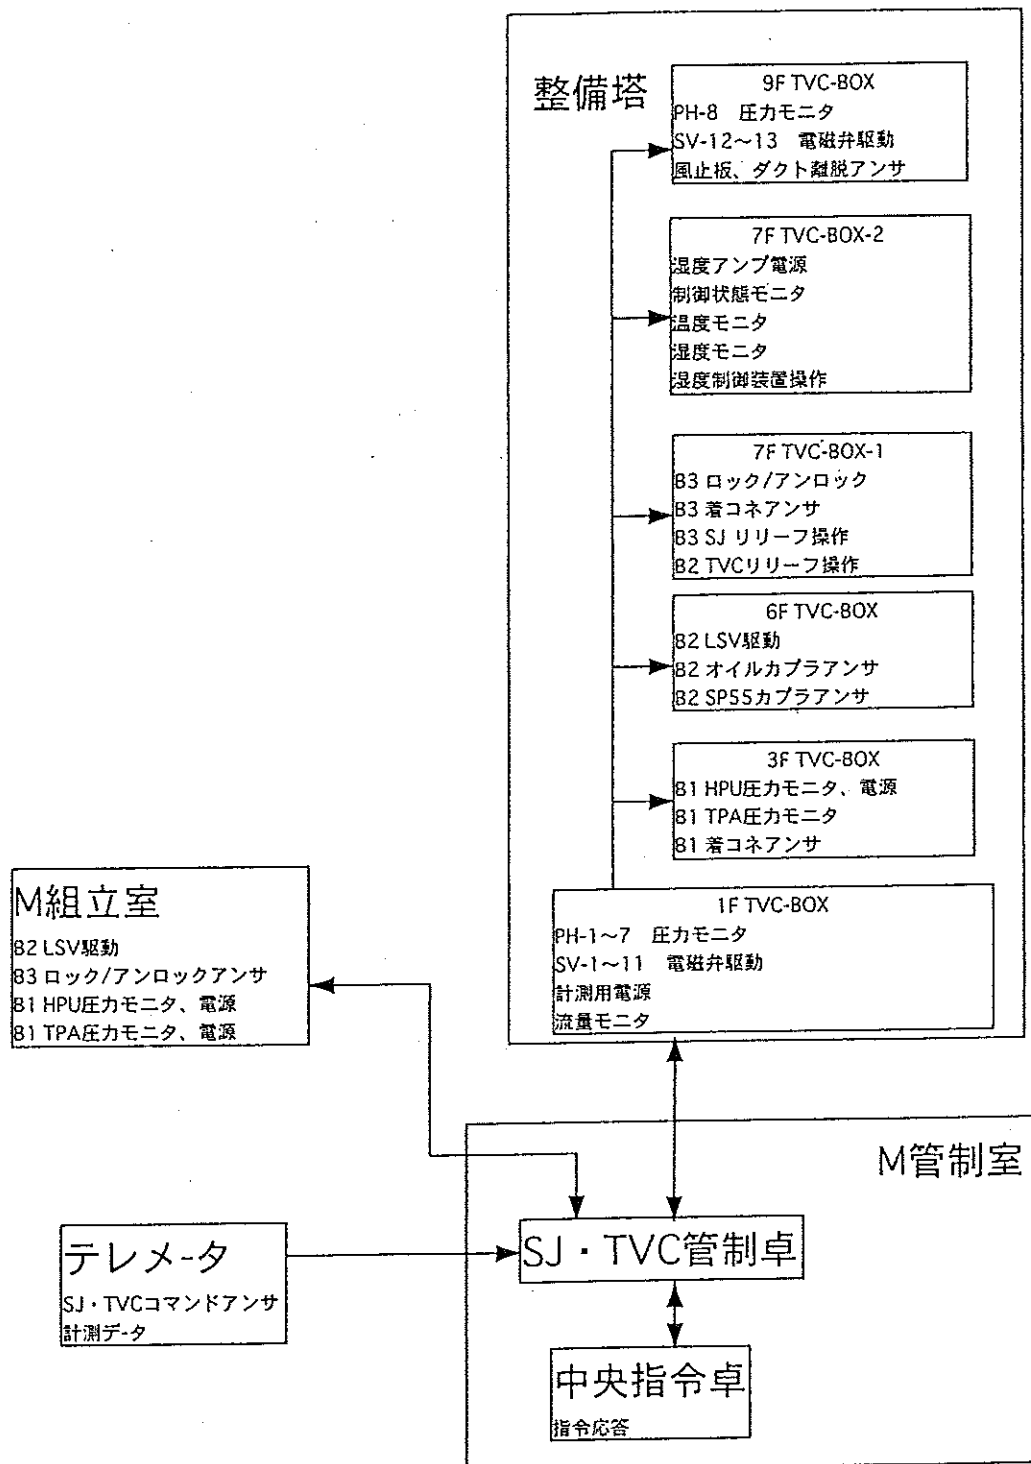 整備塔
9F TVC-BOX
PH-8 圧力モニタ
SV-12～13 電磁弁駆動
風止板、ダクト離脱アンサ
7F TVC-BOX-2
湿度アンプ電源
制御状態モニタ
温度モニタ
湿度モニタ
湿度制御装置操作
7F TVC-BOX-1
B3 ロック/アンロック
B3 着コネアンサ
B3 SJ リリーフ操作
B2 TVCリリーフ操作
6F TVC-BOX
B2 LSV駆動
B2 オイルカプラアンサ
B2 SP55カプラアンサ
3F TVC-BOX
B1 HPU圧力モニタ、電源
B1 TPA圧力モニタ
B1 着コネアンサ
1F TVC-BOX
PH-1～7 圧力モニタ
SV-1～11 電磁弁駆動
計測用電源
流量モニタ
M組立室
B2 LSV駆動
B3 ロック/アンロックアンサ
B1 HPU圧力モニタ、電源
B1 TPA圧力モニタ、電源
M管制室
SJ・TVC管制卓
テレメ-タ
SJ・TVCコマンドアンサ
計測データ
中央指令卓
指令応答